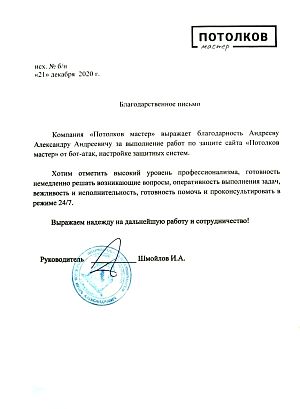 ПОТОЛКОВ
мастер
исх. № б/н
«21» декабря 2020 г.
Благодарственное письмо
Компания «Потолков мастер» выражает благодарность Андрееву
Александру Андреевичу за выполнение работ по защите сайта «Потолков
мастер» от бот-атак, настройке защитных систем.
Хотим отметить высокий уровень профессионализма, готовность
немедленно решать возникающие вопросы, оперативность выполнения задач,
вежливость и исполнительность, готовность помочь и проконсультировать в
режиме 24/7.
Выражаем надежду на дальнейшую работу и сотрудничество!
Руководитель Шмойлов И.А.